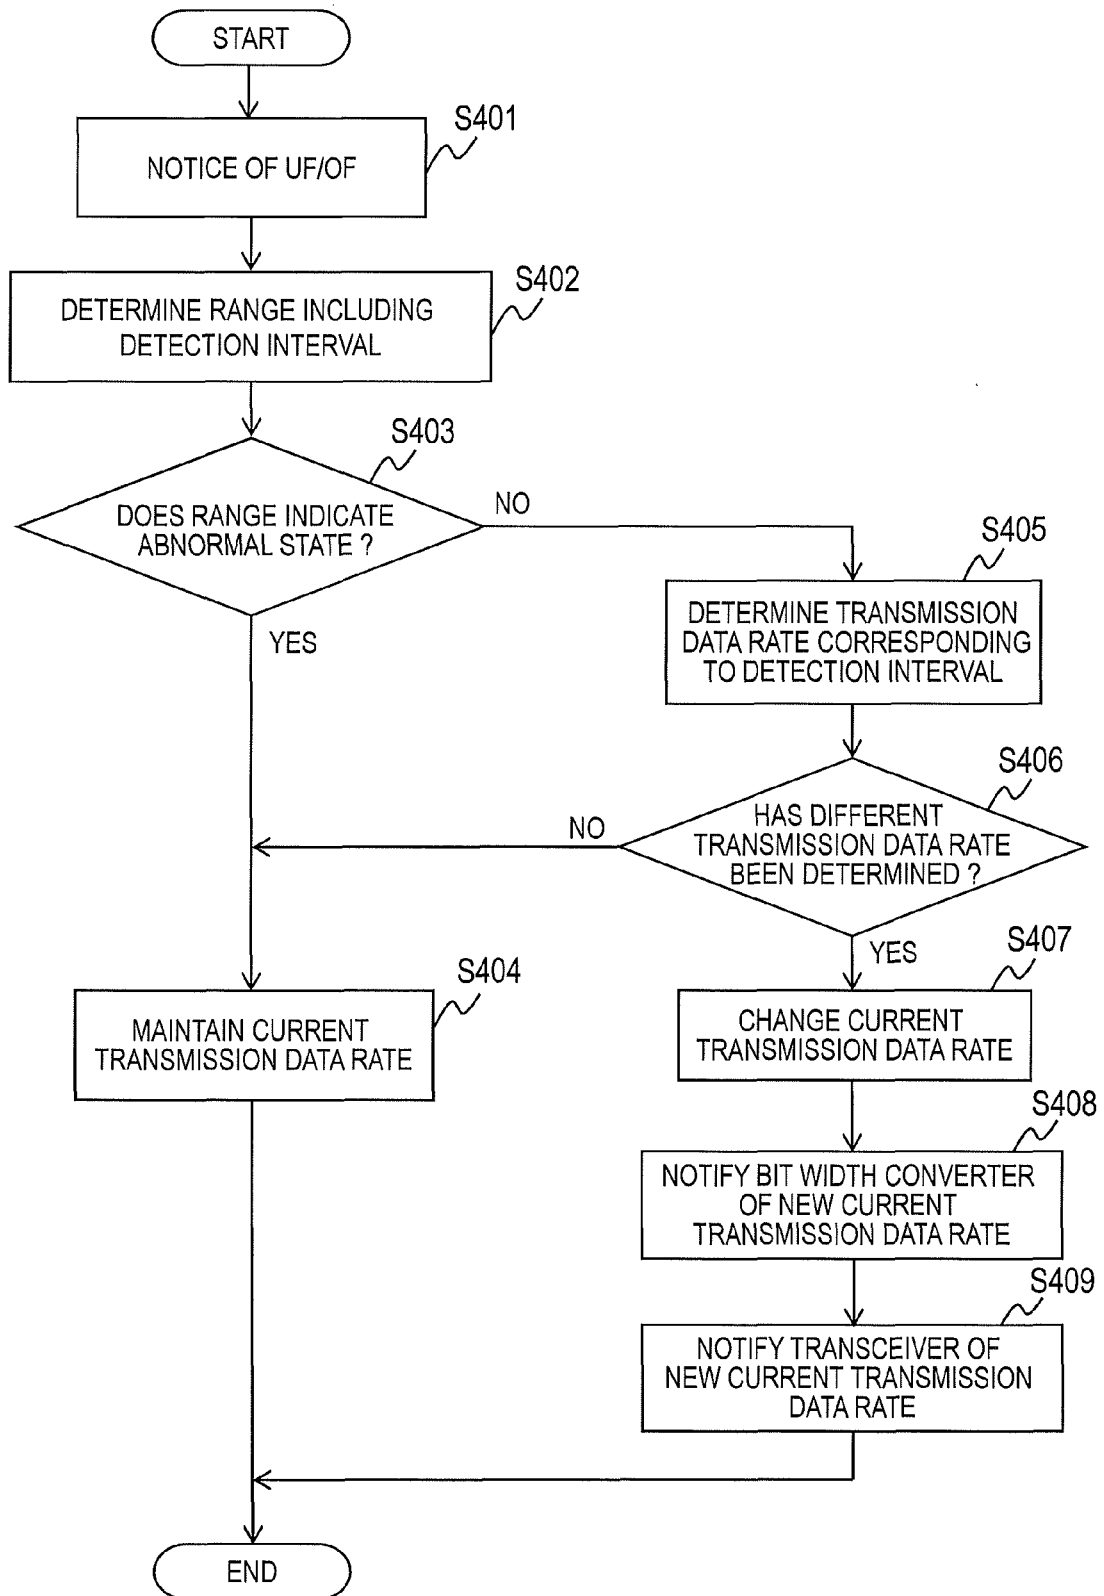 START
S401
NOTICE OF UF/OF
S402
DETERMINE RANGE INCLUDING
DETECTION INTERVAL
S403
DOES RANGE INDICATE
ABNORMAL STATE ?
NO
YES
S405
DETERMINE TRANSMISSION
DATA RATE CORRESPONDING
TO DETECTION INTERVAL
S406
HAS DIFFERENT
TRANSMISSION DATA RATE
BEEN DETERMINED ?
NO
YES
S404
MAINTAIN CURRENT
TRANSMISSION DATA RATE
S407
CHANGE CURRENT
TRANSMISSION DATA RATE
S408
NOTIFY BIT WIDTH CONVERTER
OF NEW CURRENT
TRANSMISSION DATA RATE
S409
NOTIFY TRANSCEIVER OF
NEW CURRENT TRANSMISSION
DATA RATE
END